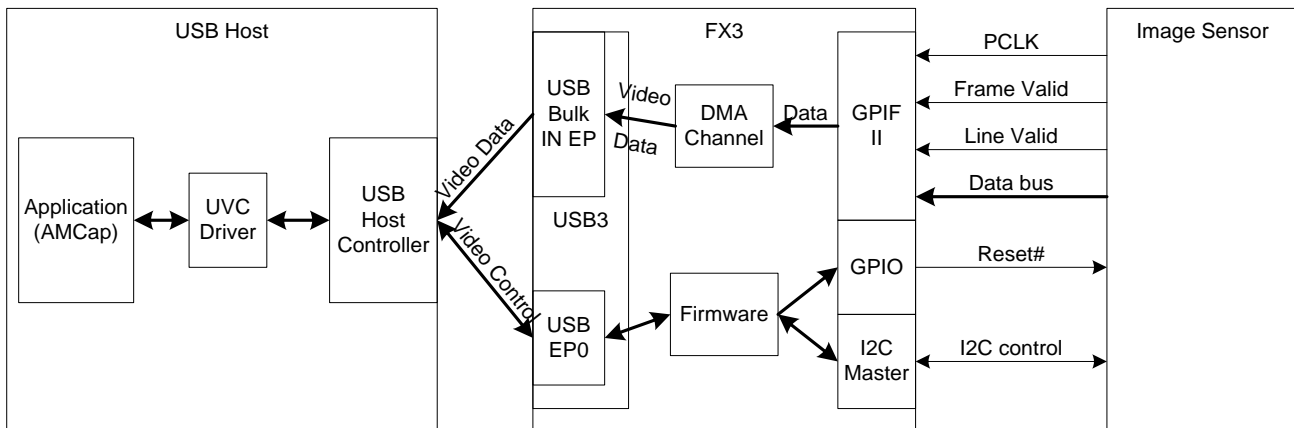 USB Host
FX3
Image Sensor
Application
(AMCap)
UVC
Driver
USB
Host
Controller
Video Data
Video Control
USB
Bulk
IN EP
USB3
USB
EP0
Video
Data
DMA
Channel
Data
Firmware
GPIF
II
GPIO
I2C
Master
PCLK
Frame Valid
Line Valid
Data bus
Reset#
I2C control